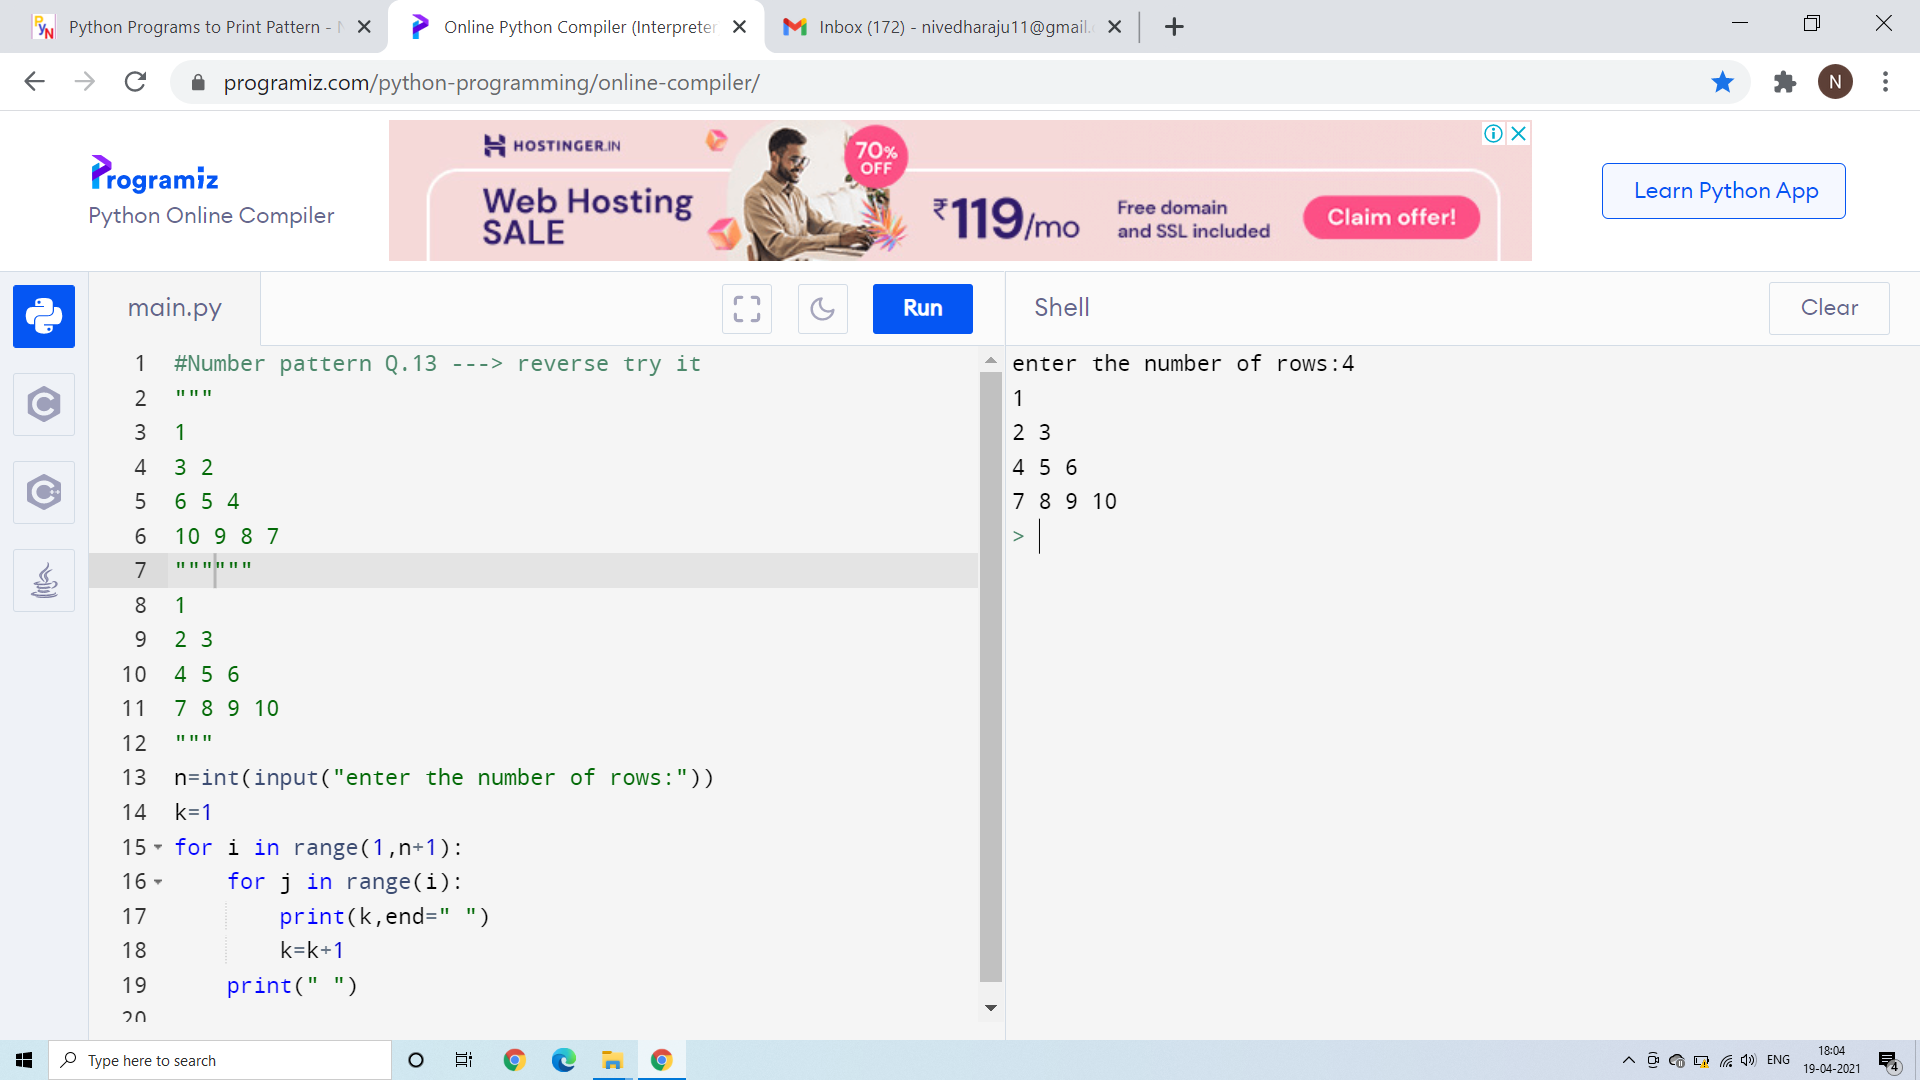 Python Programs to Print Pattern -
Online Python Compiler (Interpreter
Inbox (172) - nivedharaju11@gmail.
programiz.com/python-programming/online-compiler/
N
Programiz
Python Online Compiler
HOSTINGER.IN
Web Hosting
SALE
70%
OFF
₹119/mo
Free domain
and SSL included
Claim offer!
Learn Python App
main.py
Run
Shell
Clear
1 #Number pattern Q.13 ---> reverse try it
2 """
3 1
4 3 2
5 6 5 4
6 10 9 8 7
7 """"""
8 1
9 2 3
10 4 5 6
11 7 8 9 10
12 """
13 n=int(input("enter the number of rows:"))
14 k=1
15 for i in range(1,n+1):
16     for j in range(i):
17         print(k,end=" ")
18         k=k+1
19     print(" ")
20
enter the number of rows:4
1
2 3
4 5 6
7 8 9 10
>
Type here to search
ENG
18:04
19-04-2021
4